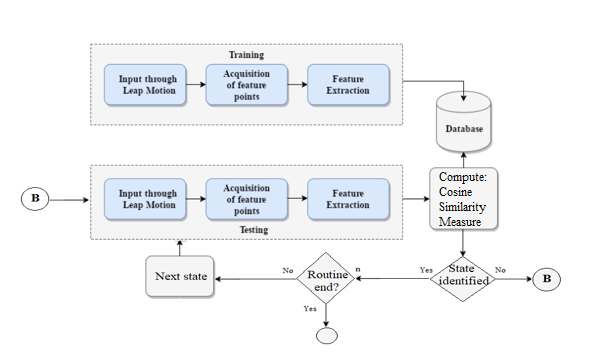 Training
Input through
Leap Motion
Acquisition
of feature
points
Feature
Extraction
Database
B
Input through
Leap Motion
Acquisition
of feature
points
Feature
Extraction
Testing
Compute:
Cosine
Similarity
Measure
Next state
No
Routine
end?
n
Yes
Yes
State
identified
No
B